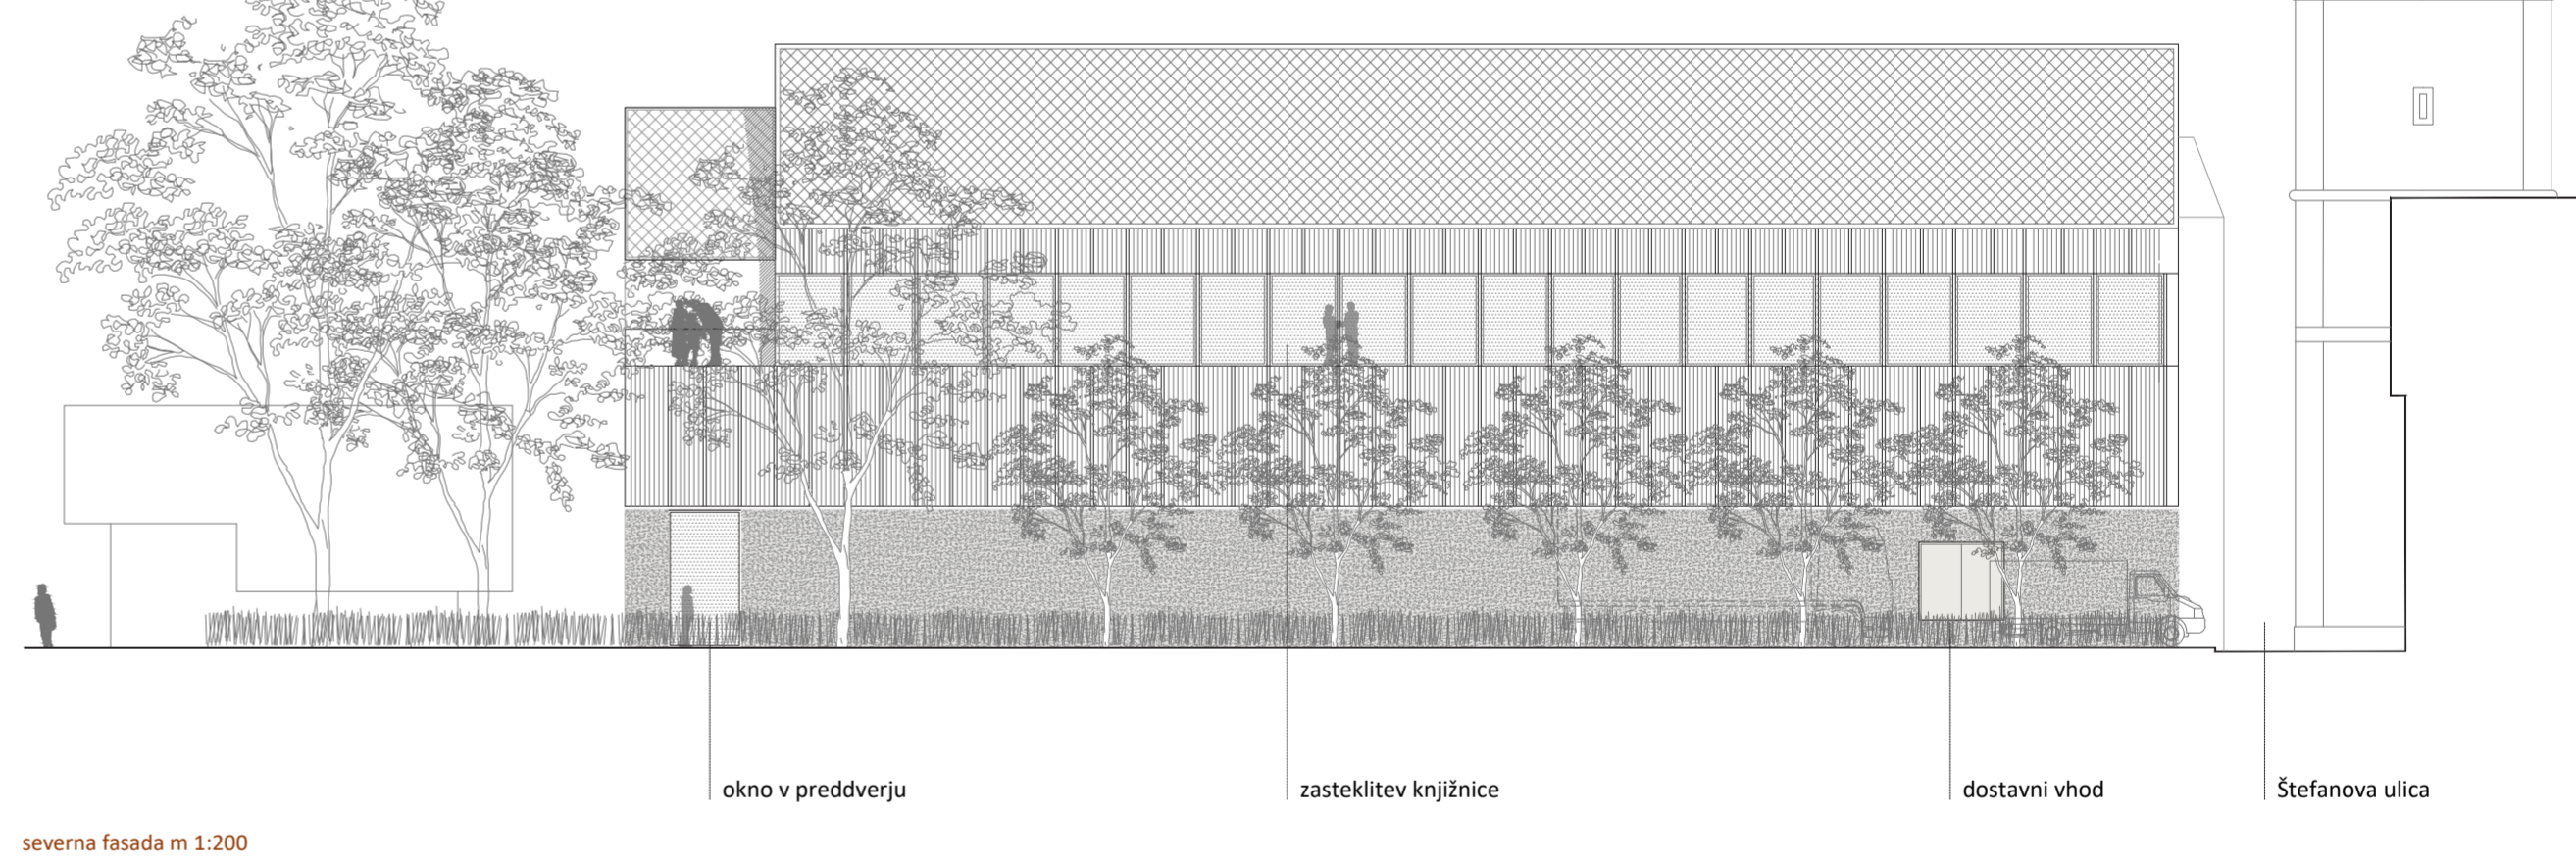 okno v preddverju
zasteklitev knjižnice
dostavni vhod
Štefanova ulica
severna fasada m 1:200